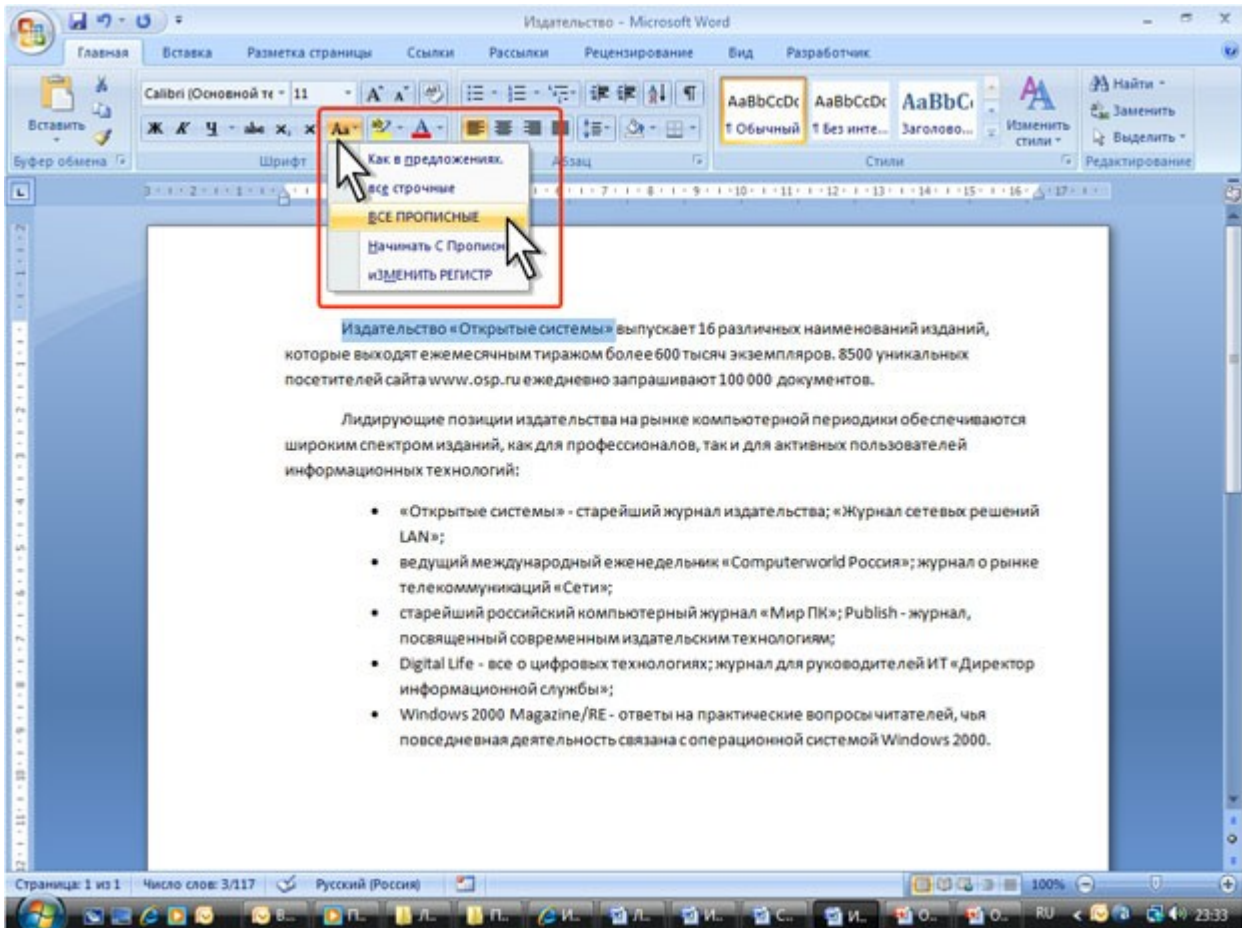 Издательство - Microsoft Word
Главная Вставка Разметка страницы Ссылки Рассылки Рецензирование Вид Разработчик
Calibri (Основной те 11
AaBbCcDc AaBbCcDc AaBbC
Найти
Заменить
Выделить
Вставить
Ж К Ч abc x, x Aa
¶ Обычный ¶ Без инте... Заголово...
Изменить стили
Буфер обмена Шрифт Абзац Стили Редактирование
Как в предложениях.
все строчные
ВСЕ ПРОПИСНЫЕ
Начинать С Пропис
иЗМЕНИТЬ РЕГИСТР
Издательство «Открытые системы» выпускает 16 различных наименований изданий,
которые выходят ежемесячным тиражом более 600 тысяч экземпляров. 8500 уникальных
посетителей сайта www.osp.ru ежедневно запрашивают 100 000 документов.
Лидирующие позиции издательства на рынке компьютерной периодики обеспечиваются
широким спектром изданий, как для профессионалов, так и для активных пользователей
информационных технологий:
• «Открытые системы» - старейший журнал издательства; «Журнал сетевых решений
LAN»;
• ведущий международный еженедельник «Computerworld Россия»; журнал о рынке
телекоммуникаций «Сети»;
• старейший российский компьютерный журнал «Мир ПК»; Publish - журнал,
посвященный современным издательским технологиям;
• Digital Life - все о цифровых технологиях; журнал для руководителей ИТ «Директор
информационной службы»;
• Windows 2000 Magazine/RE - ответы на практические вопросы читателей, чья
повседневная деятельность связана с операционной системой Windows 2000.
Страница: 1 из 1 Число слов: 3/117 Русский (Россия) 100%
В... П... Л... П... И... Л... И... С... И... О... О... RU 23:33